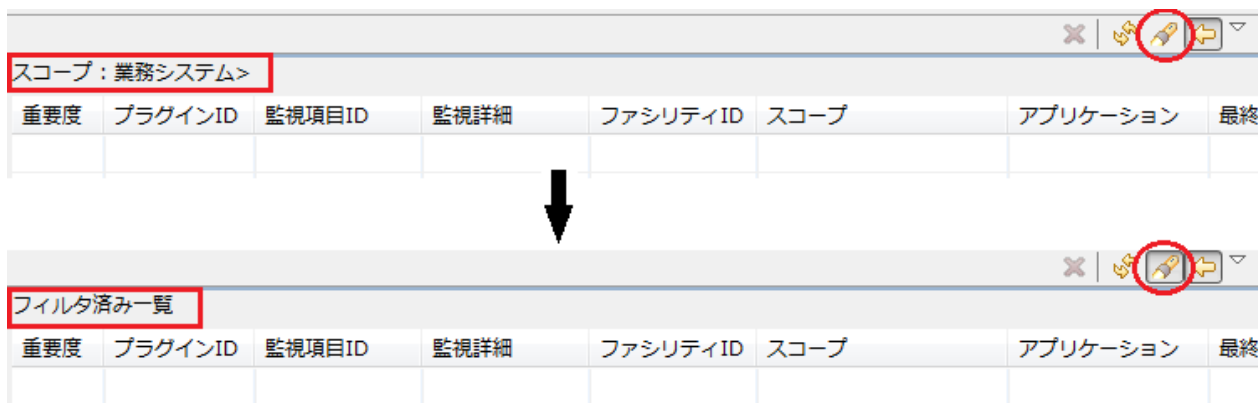 スコープ：業務システム>
重要度 プラグインID 監視項目ID 監視詳細 ファシリティID スコープ アプリケーション 最終
フィルタ済み一覧
重要度 プラグインID 監視項目ID 監視詳細 ファシリティID スコープ アプリケーション 最終